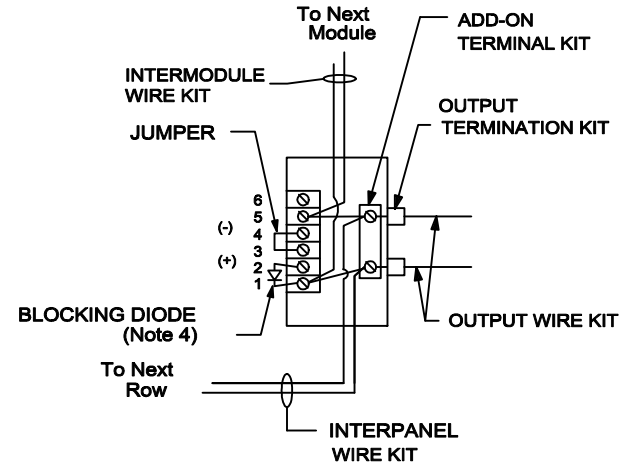 To Next
Module
ADD-ON
TERMINAL KIT
INTERMODULE
WIRE KIT
OUTPUT
TERMINATION KIT
JUMPER
6
5
(-)
4
3
(+)
2
1
BLOCKING DIODE
(Note 4)
OUTPUT WIRE KIT
To Next
Row
INTERPANEL
WIRE KIT